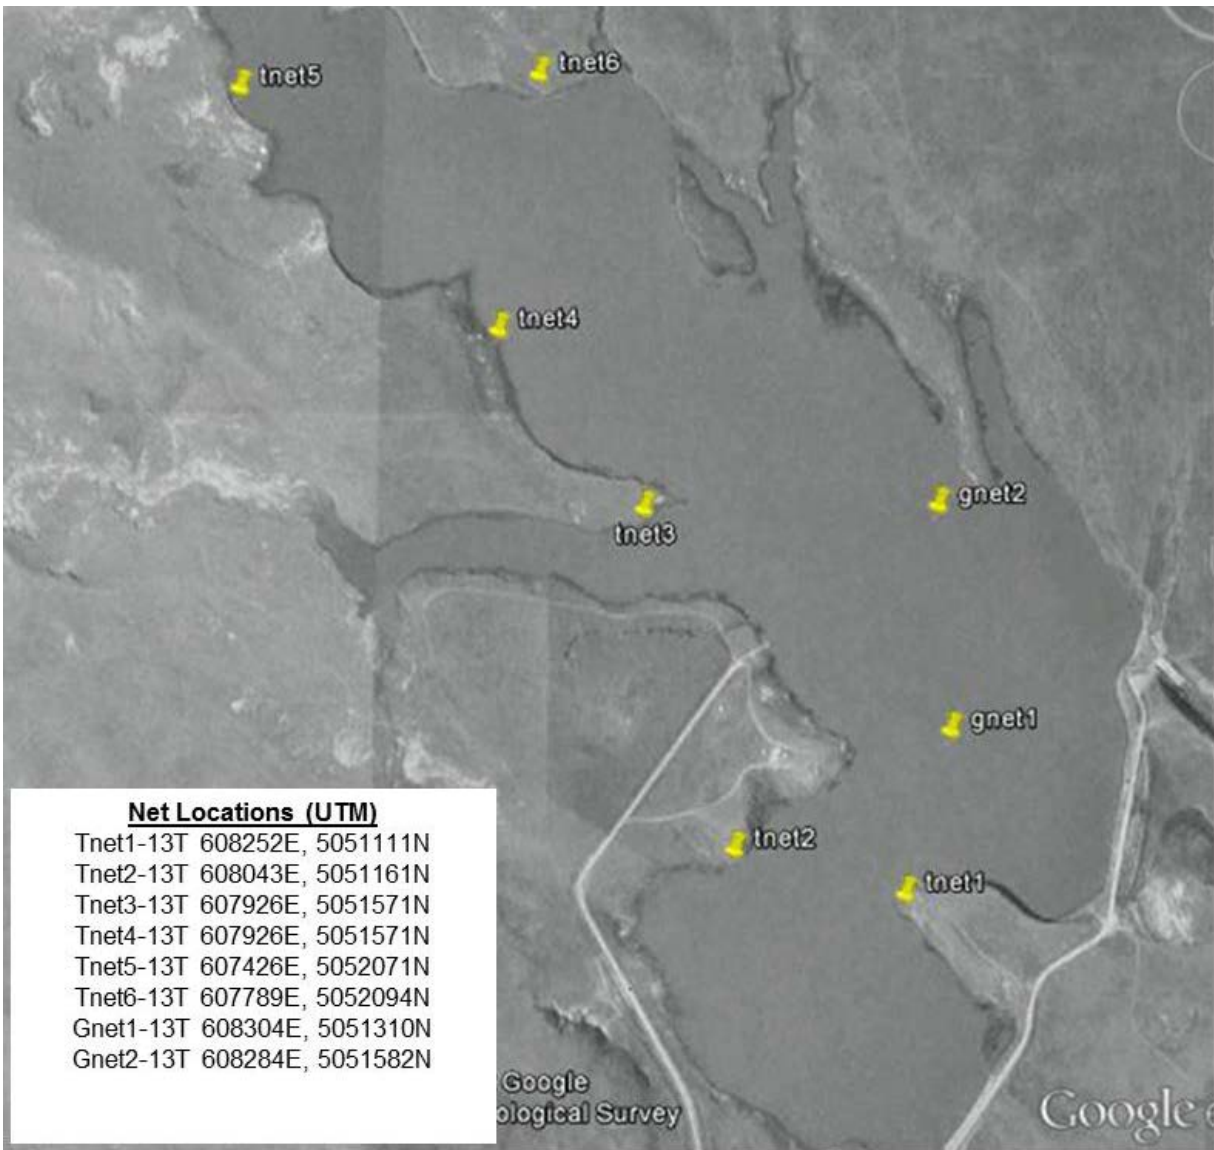 tnet5
tnet6
tnet4
gnet2
tnet3
gnet1
tnet2
tnet1
Net Locations (UTM)
Tnet1-13T 608252E, 5051111N
Tnet2-13T 608043E, 5051161N
Tnet3-13T 607926E, 5051571N
Tnet4-13T 607926E, 5051571N
Tnet5-13T 607426E, 5052071N
Tnet6-13T 607789E, 5052094N
Gnet1-13T 608304E, 5051310N
Gnet2-13T 608284E, 5051582N
Google
ological Survey
Google